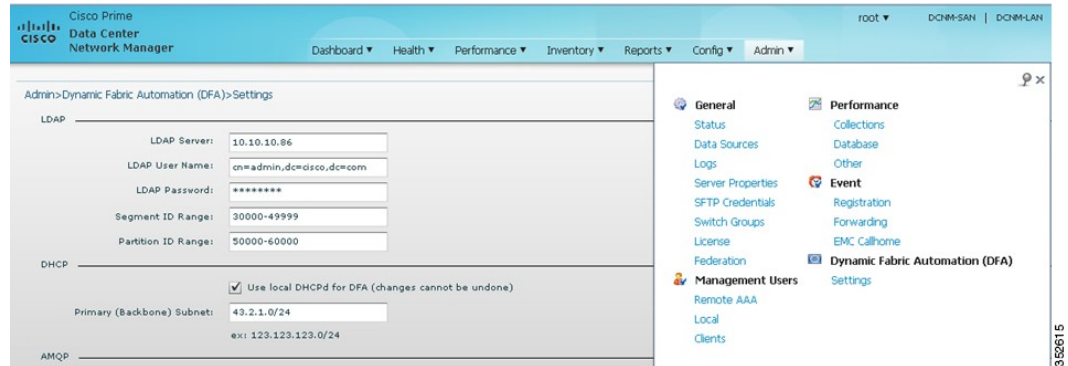 Cisco Prime
CISCO
Data Center
Network Manager
root ▾ DCNM-SAN | DCNM-LAN
Dashboard ▾ Health ▾ Performance ▾ Inventory ▾ Reports ▾ Config ▾ Admin ▾
Admin>Dynamic Fabric Automation (DFA)>Settings
LDAP
LDAP Server: 10.10.10.86
LDAP User Name: cn=admin,dc=cisco,dc=com
LDAP Password: ********
Segment ID Range: 30000-49999
Partition ID Range: 50000-60000
DHCP
Use local DHCPd for DFA (changes cannot be undone)
Primary (Backbone) Subnet: 43.2.1.0/24
ex: 123.123.123.0/24
AMQP
General
Status
Data Sources
Logs
Server Properties
SFTP Credentials
Switch Groups
License
Federation
Management Users
Remote AAA
Local
Clients
Performance
Collections
Database
Other
Event
Registration
Forwarding
EMC Callhome
Dynamic Fabric Automation (DFA)
Settings
352615